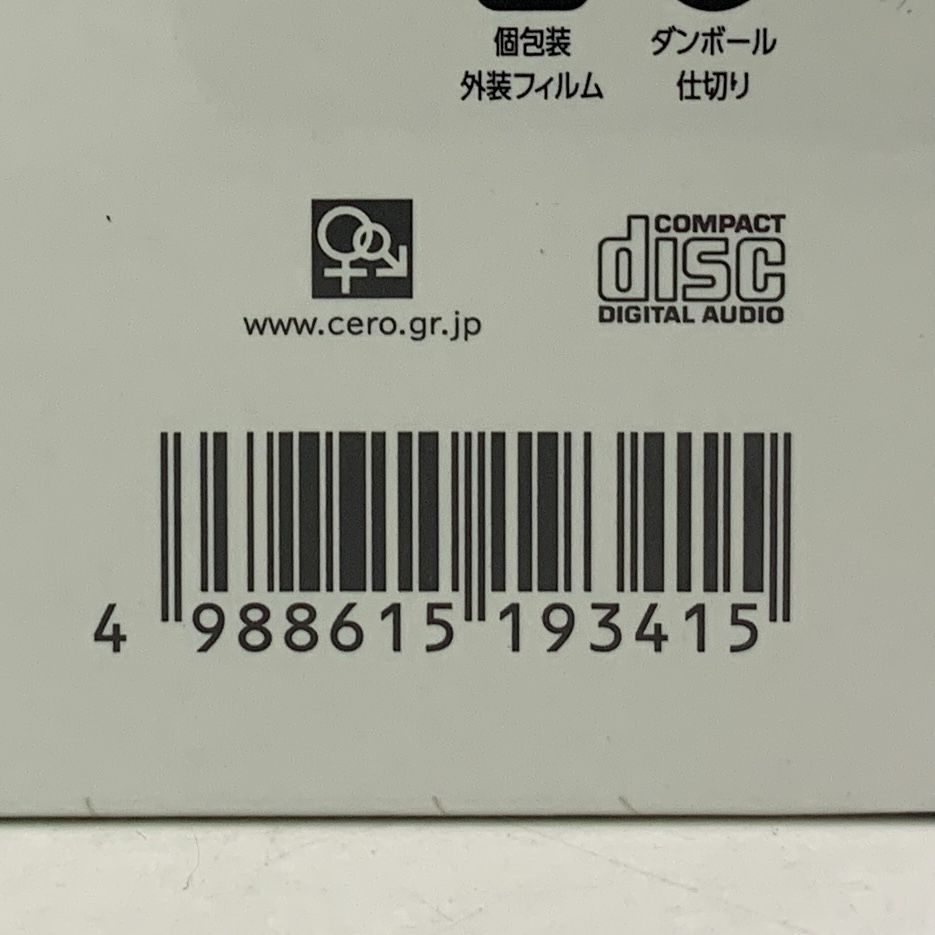 個包装 ダンボール
外装フィルム 仕切り
COMPACT
disc
DIGITAL AUDIO
www.cero.gr.jp
4 988615 193415